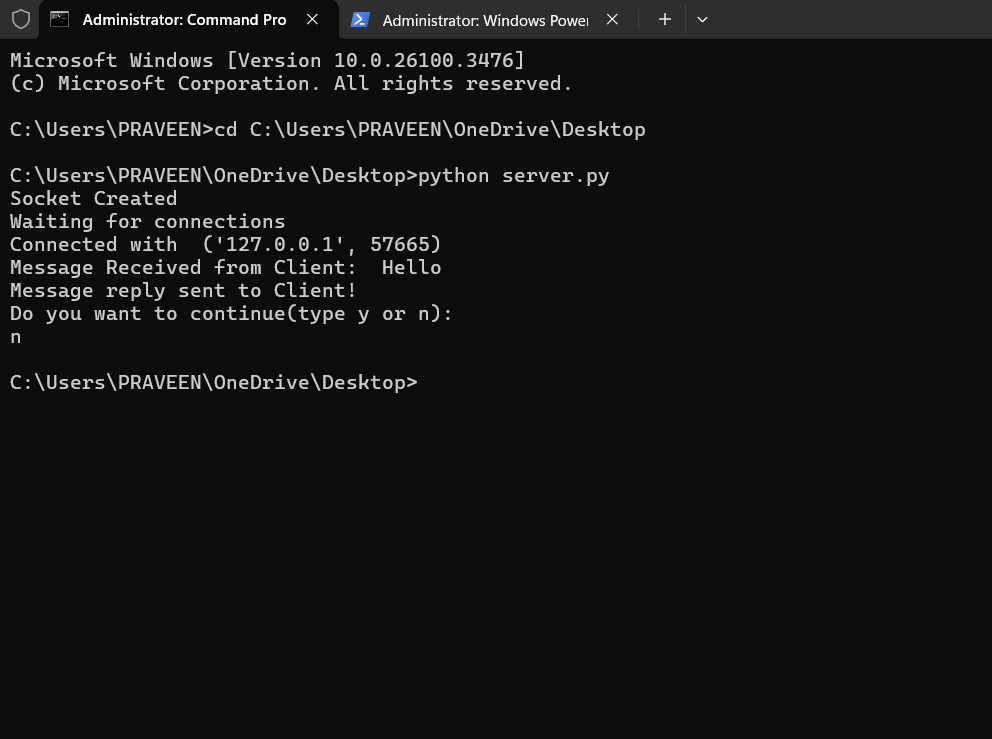 Administrator: Command Pro
Administrator: Windows Power
Microsoft Windows [Version 10.0.26100.3476]
(c) Microsoft Corporation. All rights reserved.
C:\Users\PRAVEEN>cd C:\Users\PRAVEEN\OneDrive\Desktop
C:\Users\PRAVEEN\OneDrive\Desktop>python server.py
Socket Created
Waiting for connections
Connected with  ('127.0.0.1', 57665)
Message Received from Client:  Hello
Message reply sent to Client!
Do you want to continue(type y or n):
n
C:\Users\PRAVEEN\OneDrive\Desktop>